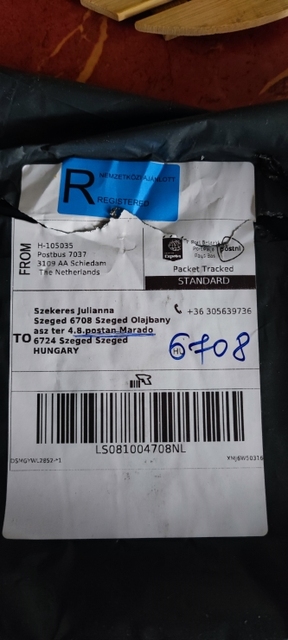 R
NEMZETKÖZI AJÁNLOTT
REGISTERED
FROM
H-105035
Postbus 7037
3109 AA Schiedam
The Netherlands
postni
Packet Tracked
STANDARD
Szekeres Julianna
Szeged 6708 Szeged Olajbany
asz ter 4.8.postan Marado
TO
6724 Szeged Szeged
HUNGARY
+36 305639736
6708
LS081004708NL